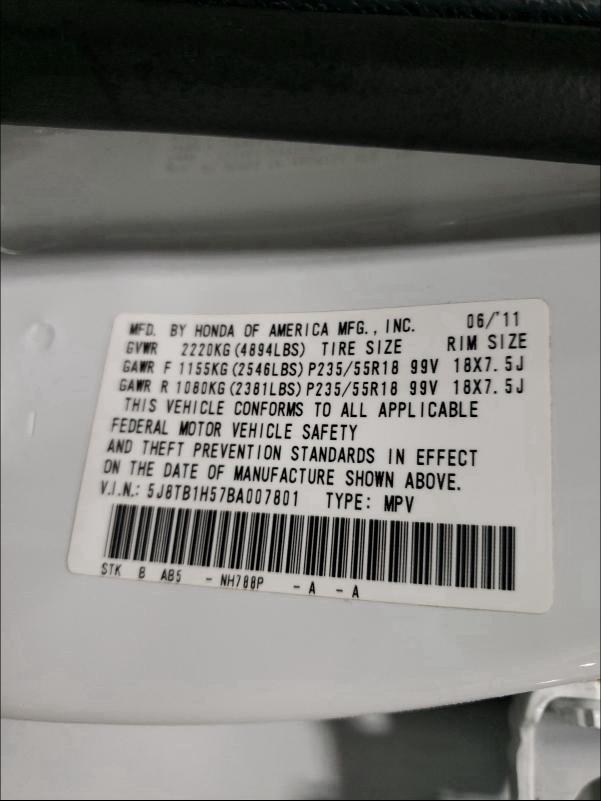 MFD. BY HONDA OF AMERICA MFG., INC. 06/'11
GVWR 2220KG(4894LBS) TIRE SIZE RIM SIZE
GAWR F 1155KG(2546LBS)P235/55R18 99V 18X7.5J
GAWR R 1080KG(2381LBS)P235/55R18 99V 18X7.5J
THIS VEHICLE CONFORMS TO ALL APPLICABLE
FEDERAL MOTOR VEHICLE SAFETY
AND THEFT PREVENTION STANDARDS IN EFFECT
ON THE DATE OF MANUFACTURE SHOWN ABOVE.
V.I.N.: 5J8TB1H57BA007801 TYPE: MPV
STK B AB5 - NH788P - A - A